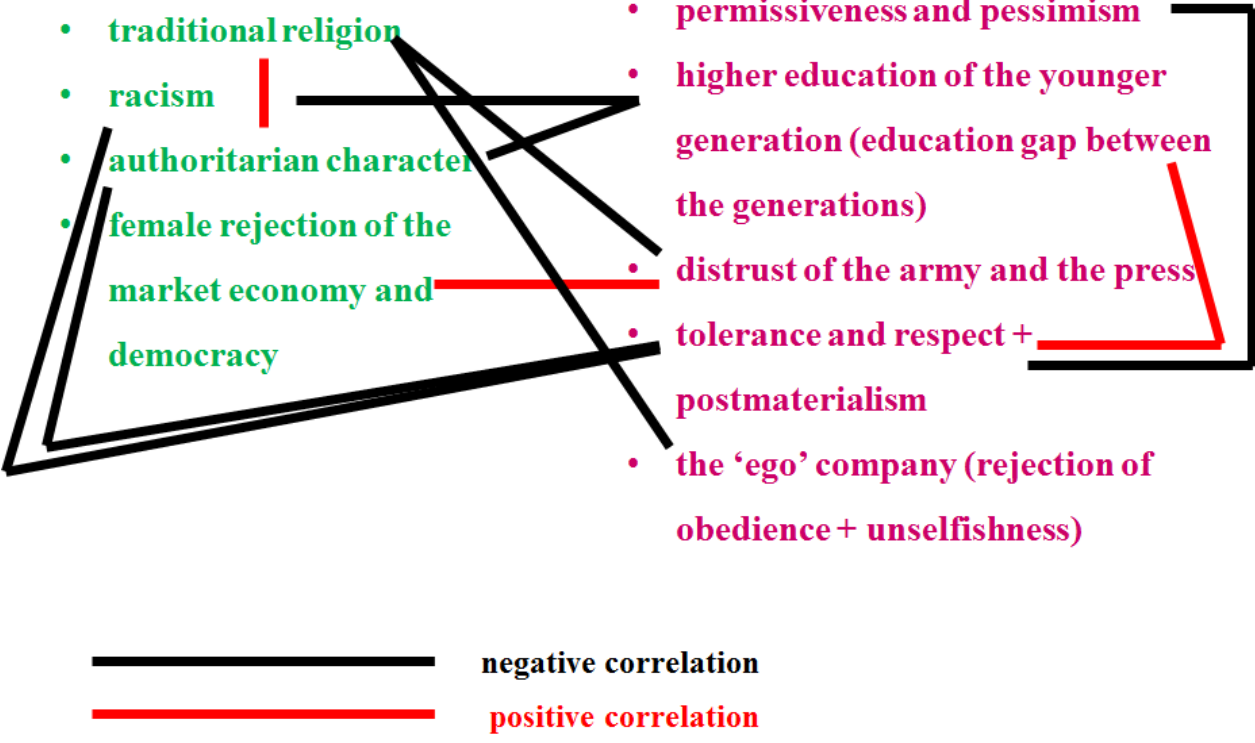 • traditional religion
• racism
• authoritarian character
• female rejection of the
market economy and
democracy
• permissiveness and pessimism
• higher education of the younger
generation (education gap between
the generations)
• distrust of the army and the press
• tolerance and respect +
postmaterialism
• the ‘ego’ company (rejection of
obedience + unselfishness)
negative correlation
positive correlation